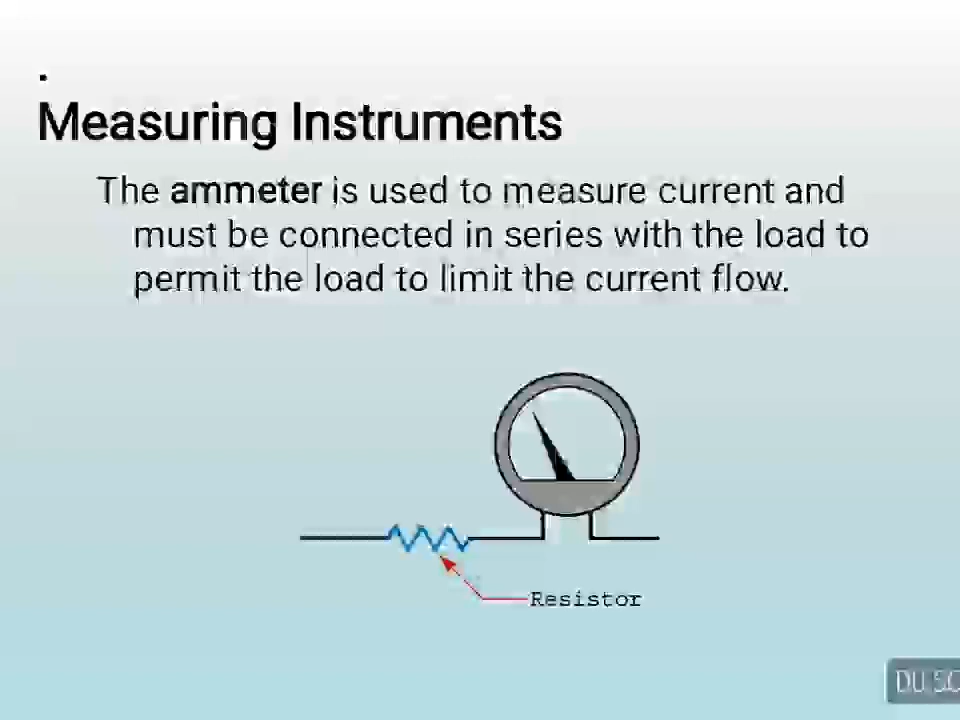 .
Measuring Instruments
The ammeter is used to measure current and
must be connected in series with the load to
permit the load to limit the current flow.
Resistor
DU